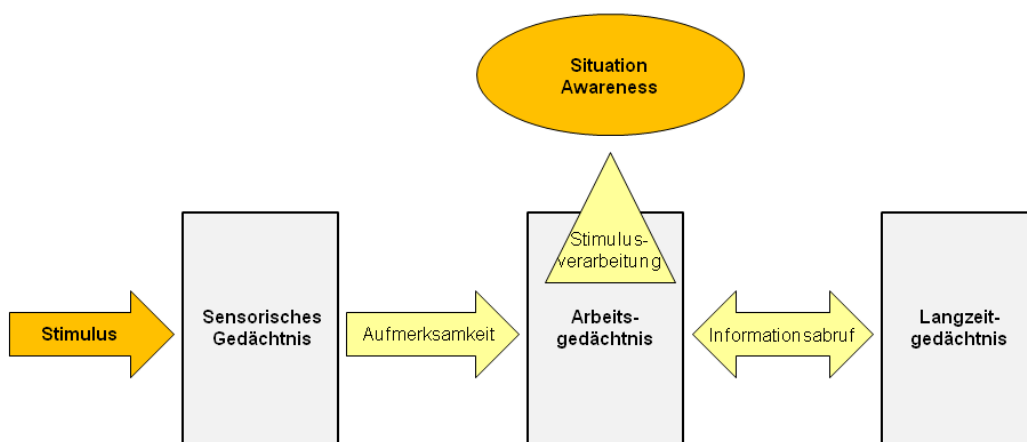 Situation
Awareness
Stimulus-
verarbeitung
Stimulus
Sensorisches
Gedächtnis
Aufmerksamkeit
Arbeits-
gedächtnis
Informationsabruf
Langzeit-
gedächtnis